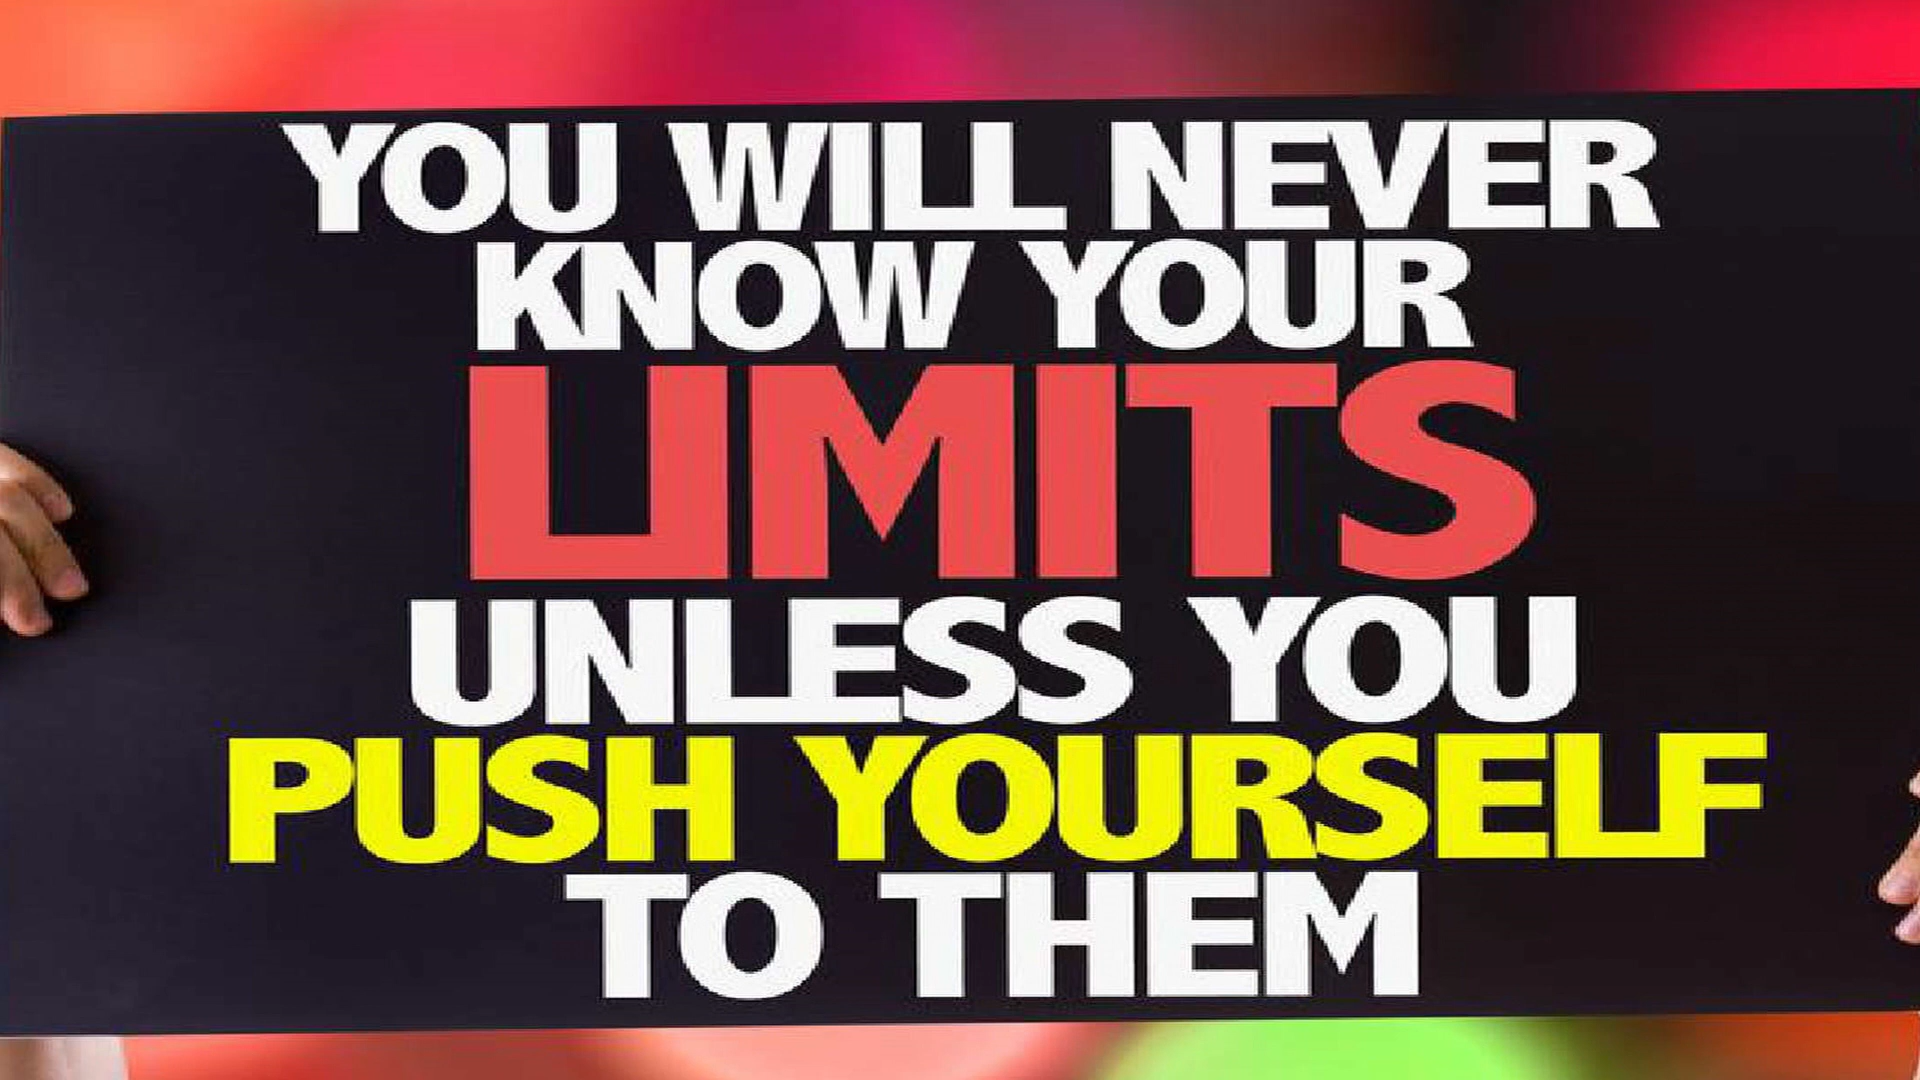 YOU WILL NEVER
KNOW YOUR
LIMITS
UNLESS YOU
PUSH YOURSELF
TO THEM